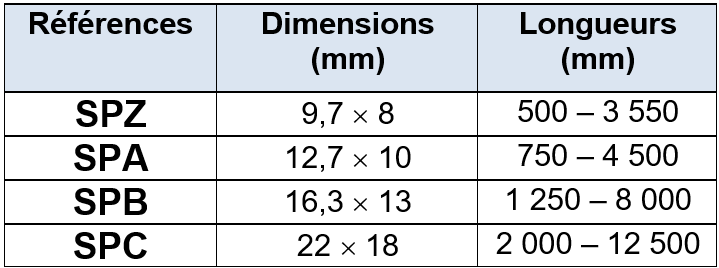 Références Dimensions Longueurs
(mm) (mm)
SPZ 9,7 × 8 500 – 3 550
SPA 12,7 × 10 750 – 4 500
SPB 16,3 × 13 1 250 – 8 000
SPC 22 × 18 2 000 – 12 500